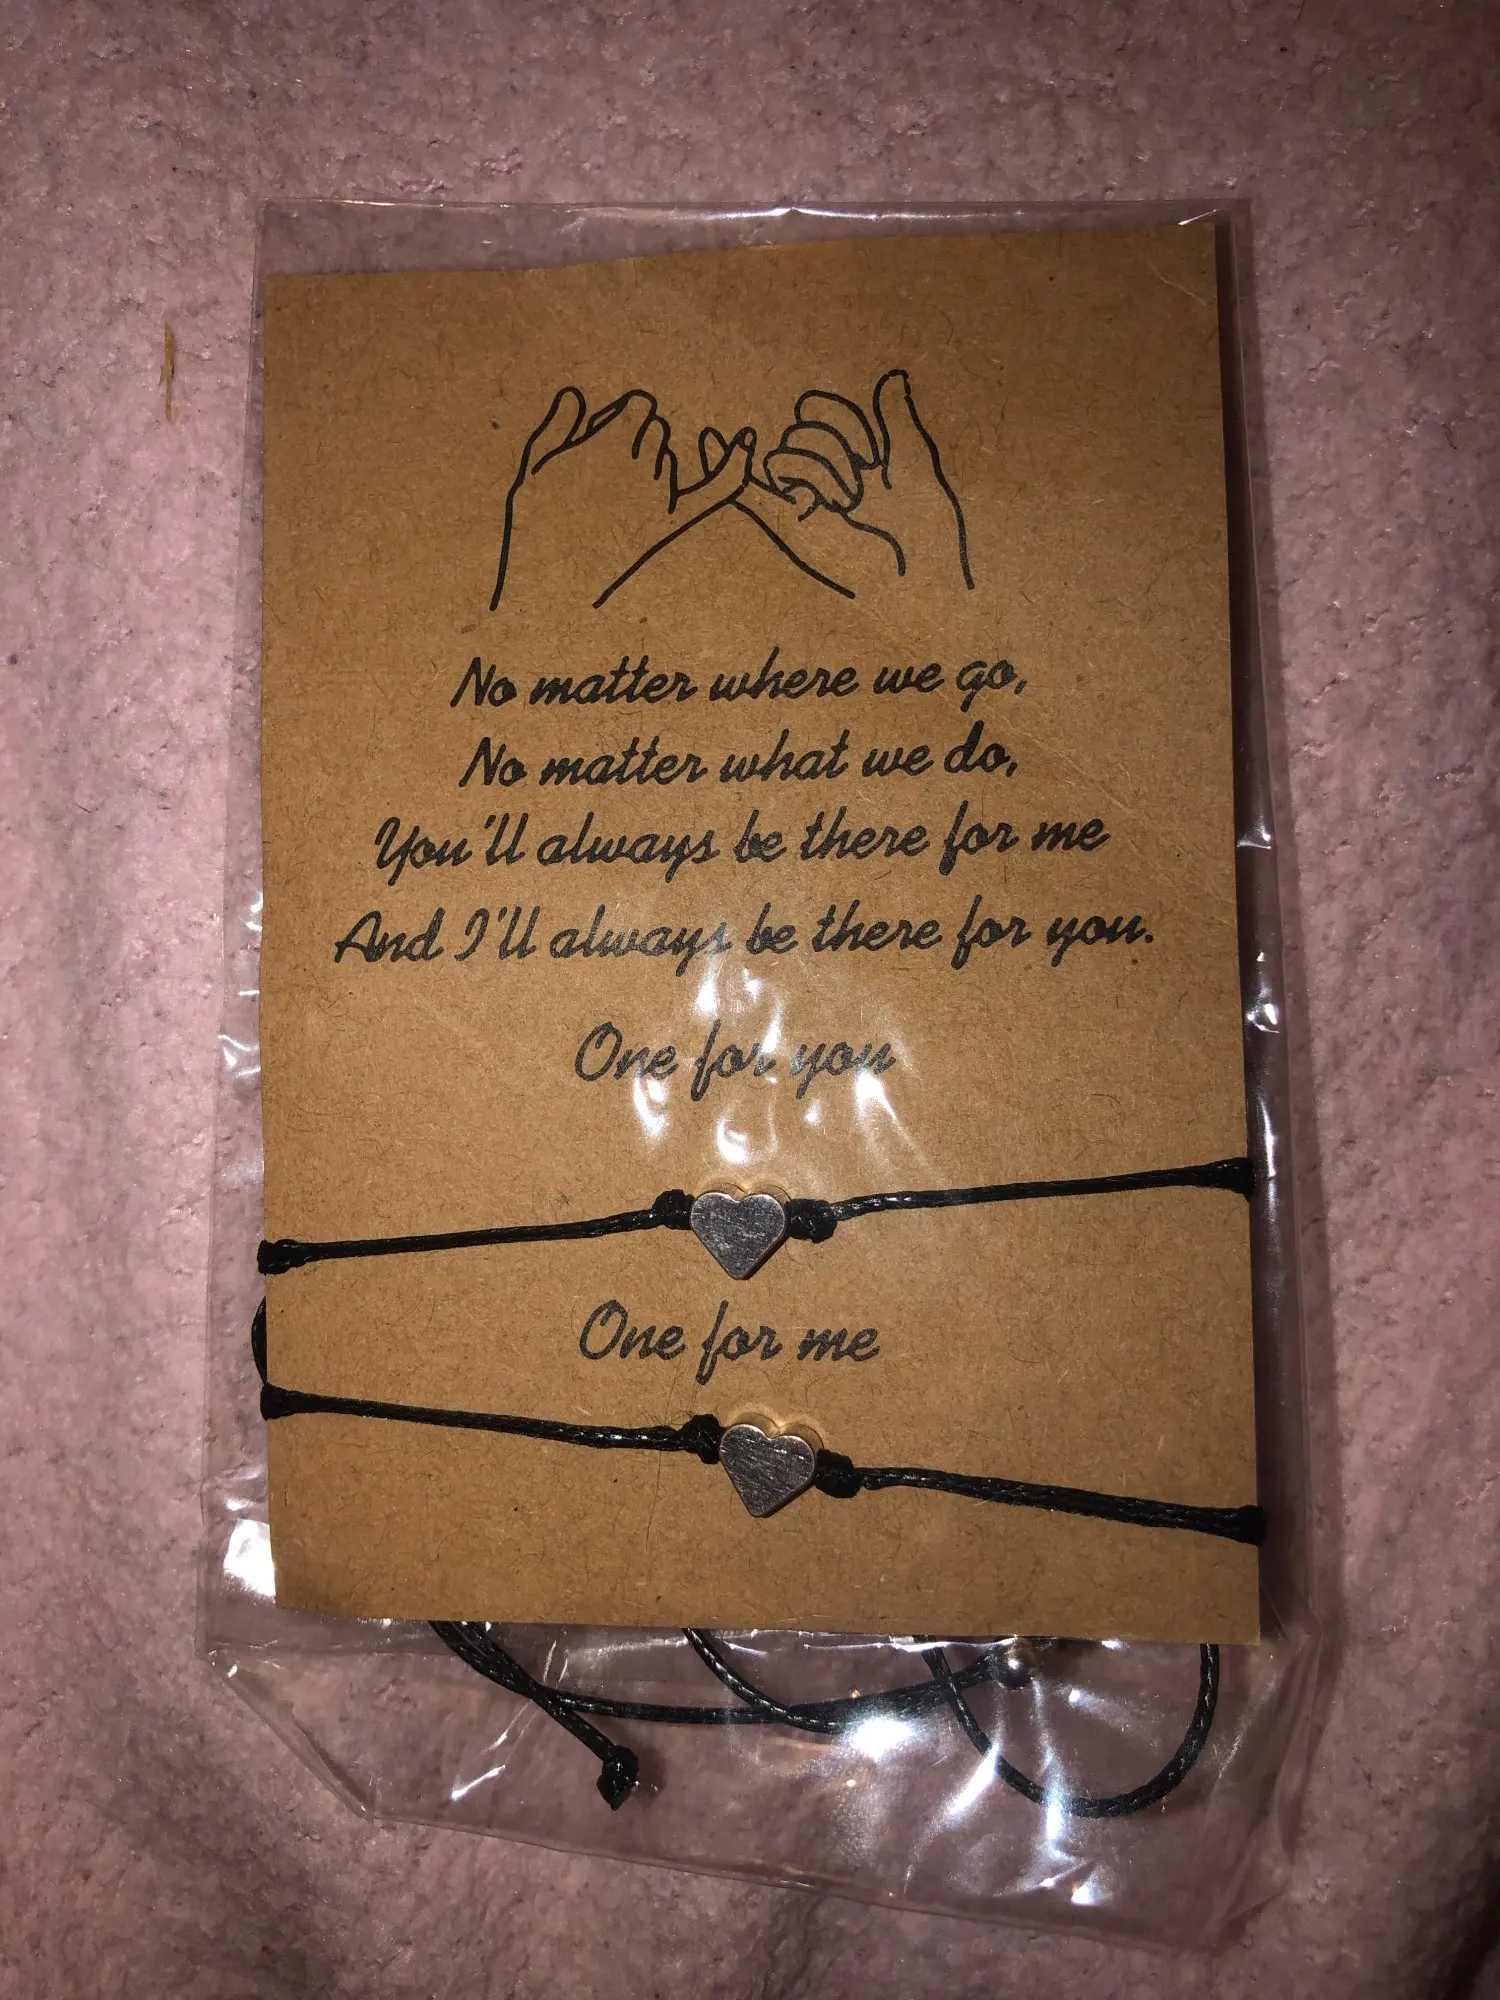 No matter where we go,
No matter what we do,
You'll always be there for me
And I'll always be there for you.
One for you
One for me